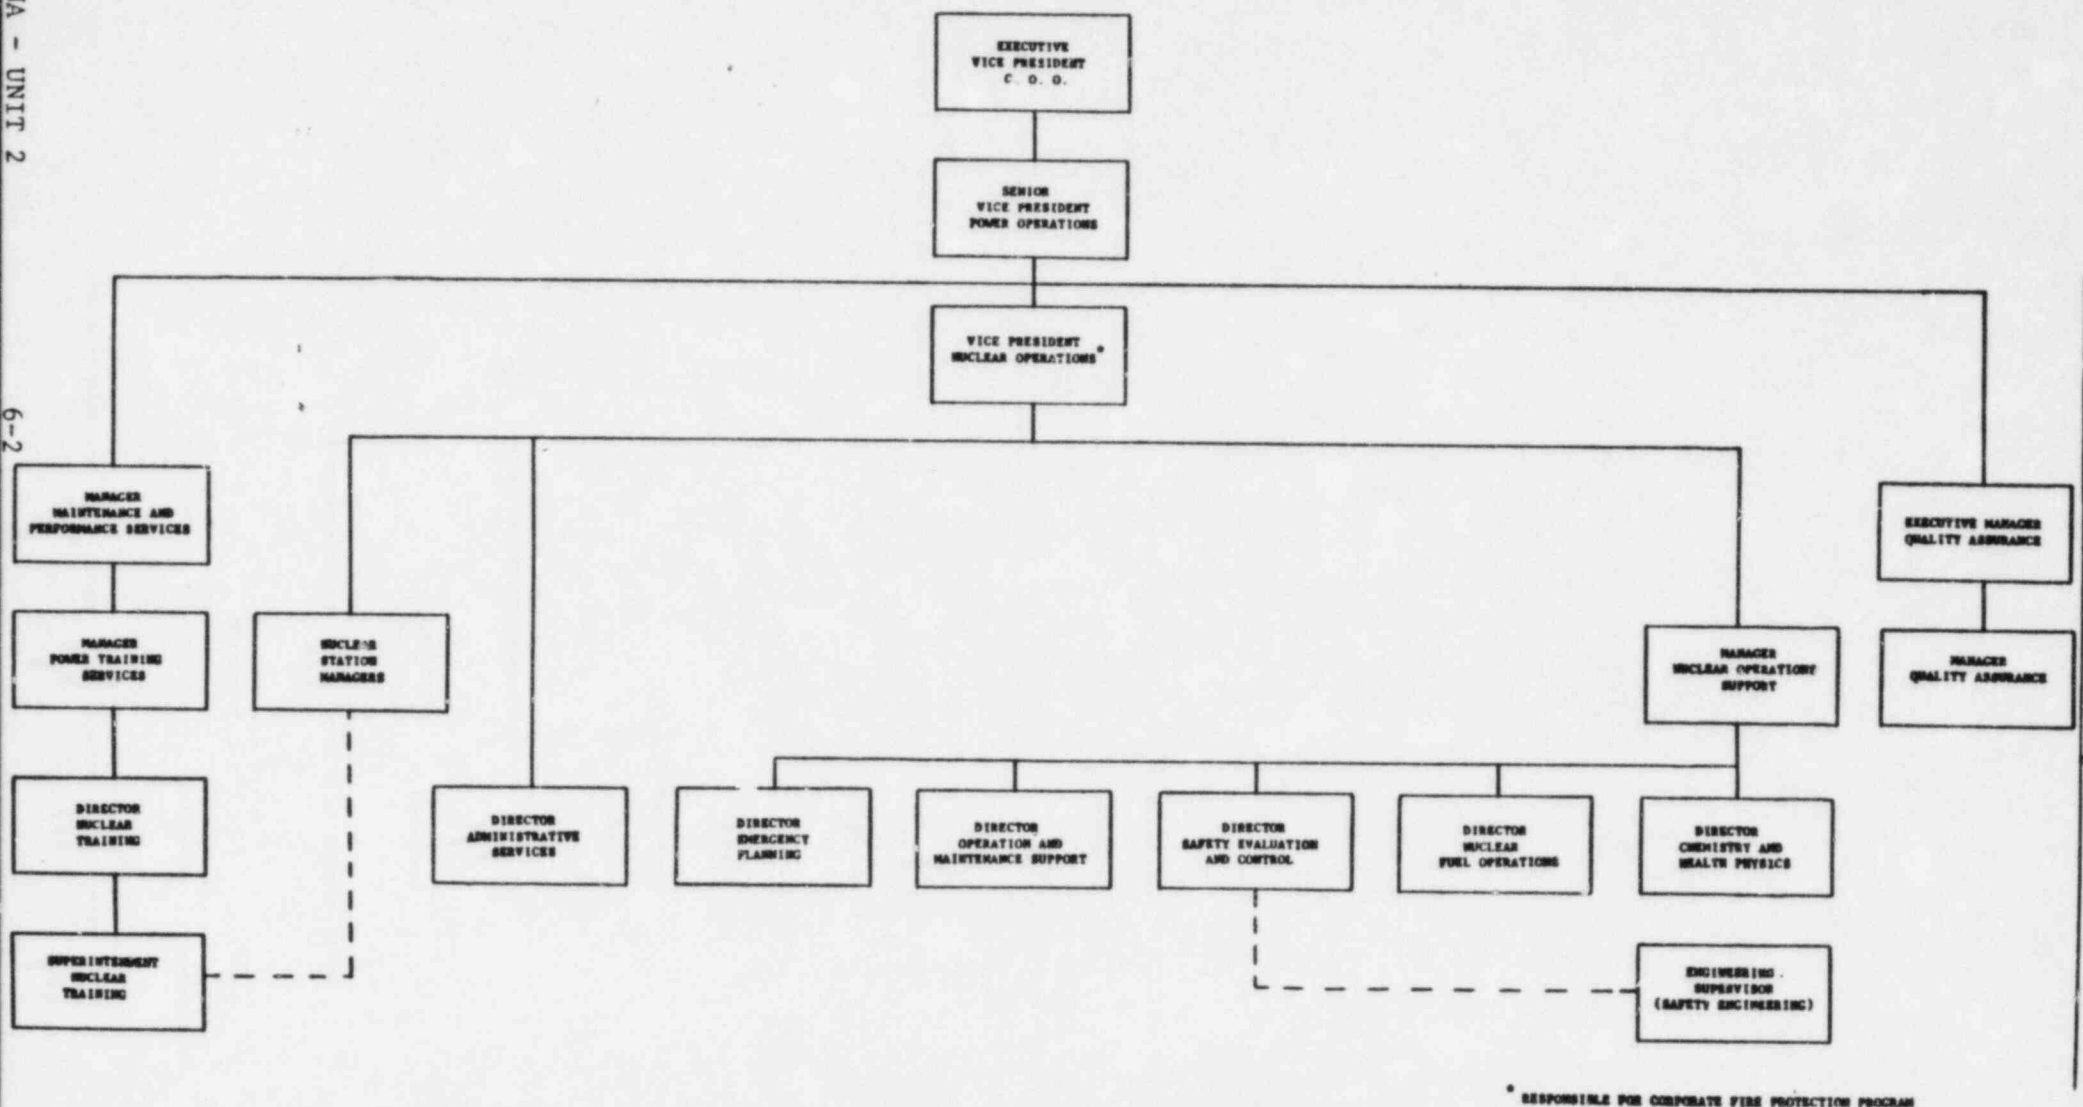 VA - UNIT 2
6-2
EXECUTIVE
VICE PRESIDENT
C. O. O.
SENIOR
VICE PRESIDENT
POWER OPERATIONS
VICE PRESIDENT
NUCLEAR OPERATIONS*
MANAGER
MAINTENANCE AND
PERFORMANCE SERVICES
EXECUTIVE MANAGER
QUALITY ASSURANCE
MANAGER
POWER TRAINING
SERVICES
NUCLEAR
STATION
MANAGERS
MANAGER
NUCLEAR OPERATIONS
SUPPORT
MANAGER
QUALITY ASSURANCE
DIRECTOR
NUCLEAR
TRAINING
DIRECTOR
ADMINISTRATIVE
SERVICES
DIRECTOR
EMERGENCY
PLANNING
DIRECTOR
OPERATION AND
MAINTENANCE SUPPORT
DIRECTOR
SAFETY EVALUATION
AND CONTROL
DIRECTOR
NUCLEAR
FUEL OPERATIONS
DIRECTOR
CHEMISTRY AND
HEALTH PHYSICS
SUPERINTENDENT
NUCLEAR
TRAINING
ENGINEERING
SUPERVISOR
(SAFETY ENGINEERING)
* RESPONSIBLE FOR CORPORATE FIRE PROTECTION PROGRAM